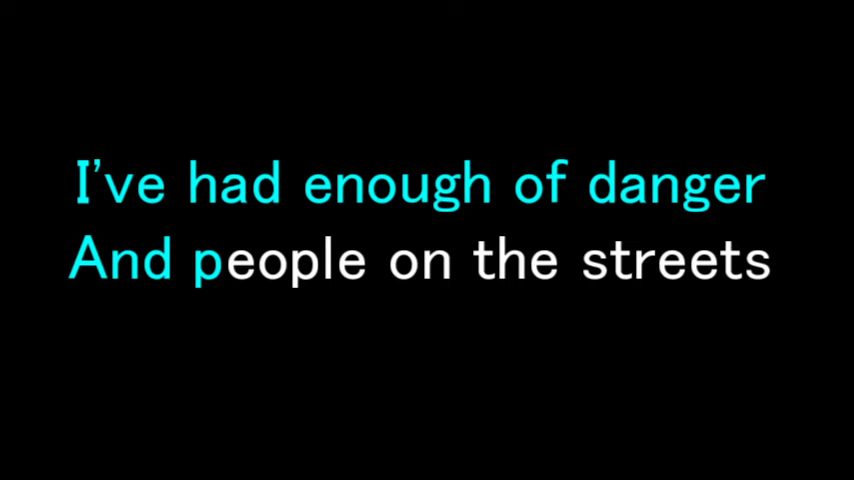 I've had enough of danger
And people on the streets